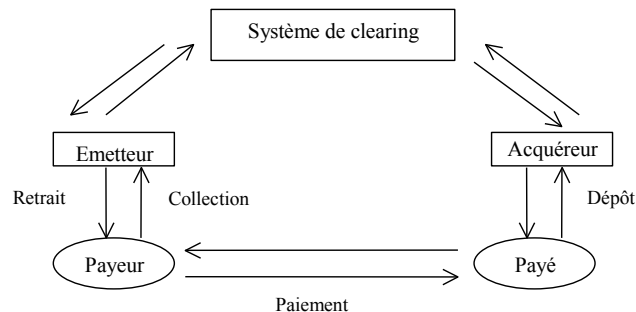 Système de clearing
Emetteur
Acquéreur
Retrait
Collection
Dépôt
Payeur
Payé
Paiement